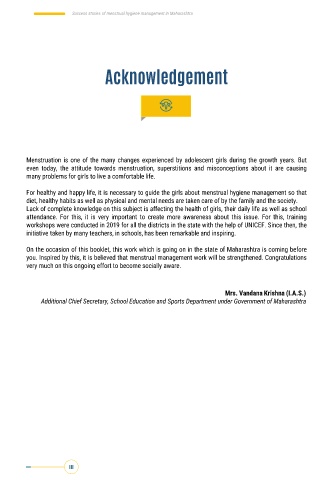 Success Stories of Menstrual hygiene management in Maharashtra
Acknowledgement
Menstruation is one of the many changes experienced by adolescent girls during the growth years. But
even today, the attitude towards menstruation, superstitions and misconceptions about it are causing
many problems for girls to live a comfortable life.
For healthy and happy life, it is necessary to guide the girls about menstrual hygiene management so that
diet, healthy habits as well as physical and mental needs are taken care of by the family and the society.
Lack of complete knowledge on this subject is affecting the health of girls, their daily life as well as school
attendance. For this, it is very important to create more awareness about this issue. For this, training
workshops were conducted in 2019 for all the districts in the state with the help of UNICEF. Since then, the
initiative taken by many teachers, in schools, has been remarkable and inspiring.
On the occasion of this booklet, this work which is going on in the state of Maharashtra is coming before
you. Inspired by this, it is believed that menstrual management work will be strengthened. Congratulations
very much on this ongoing effort to become socially aware.
Mrs. Vandana Krishna (I.A.S.)
Additional Chief Secretary, School Education and Sports Department under Government of Maharashtra
III